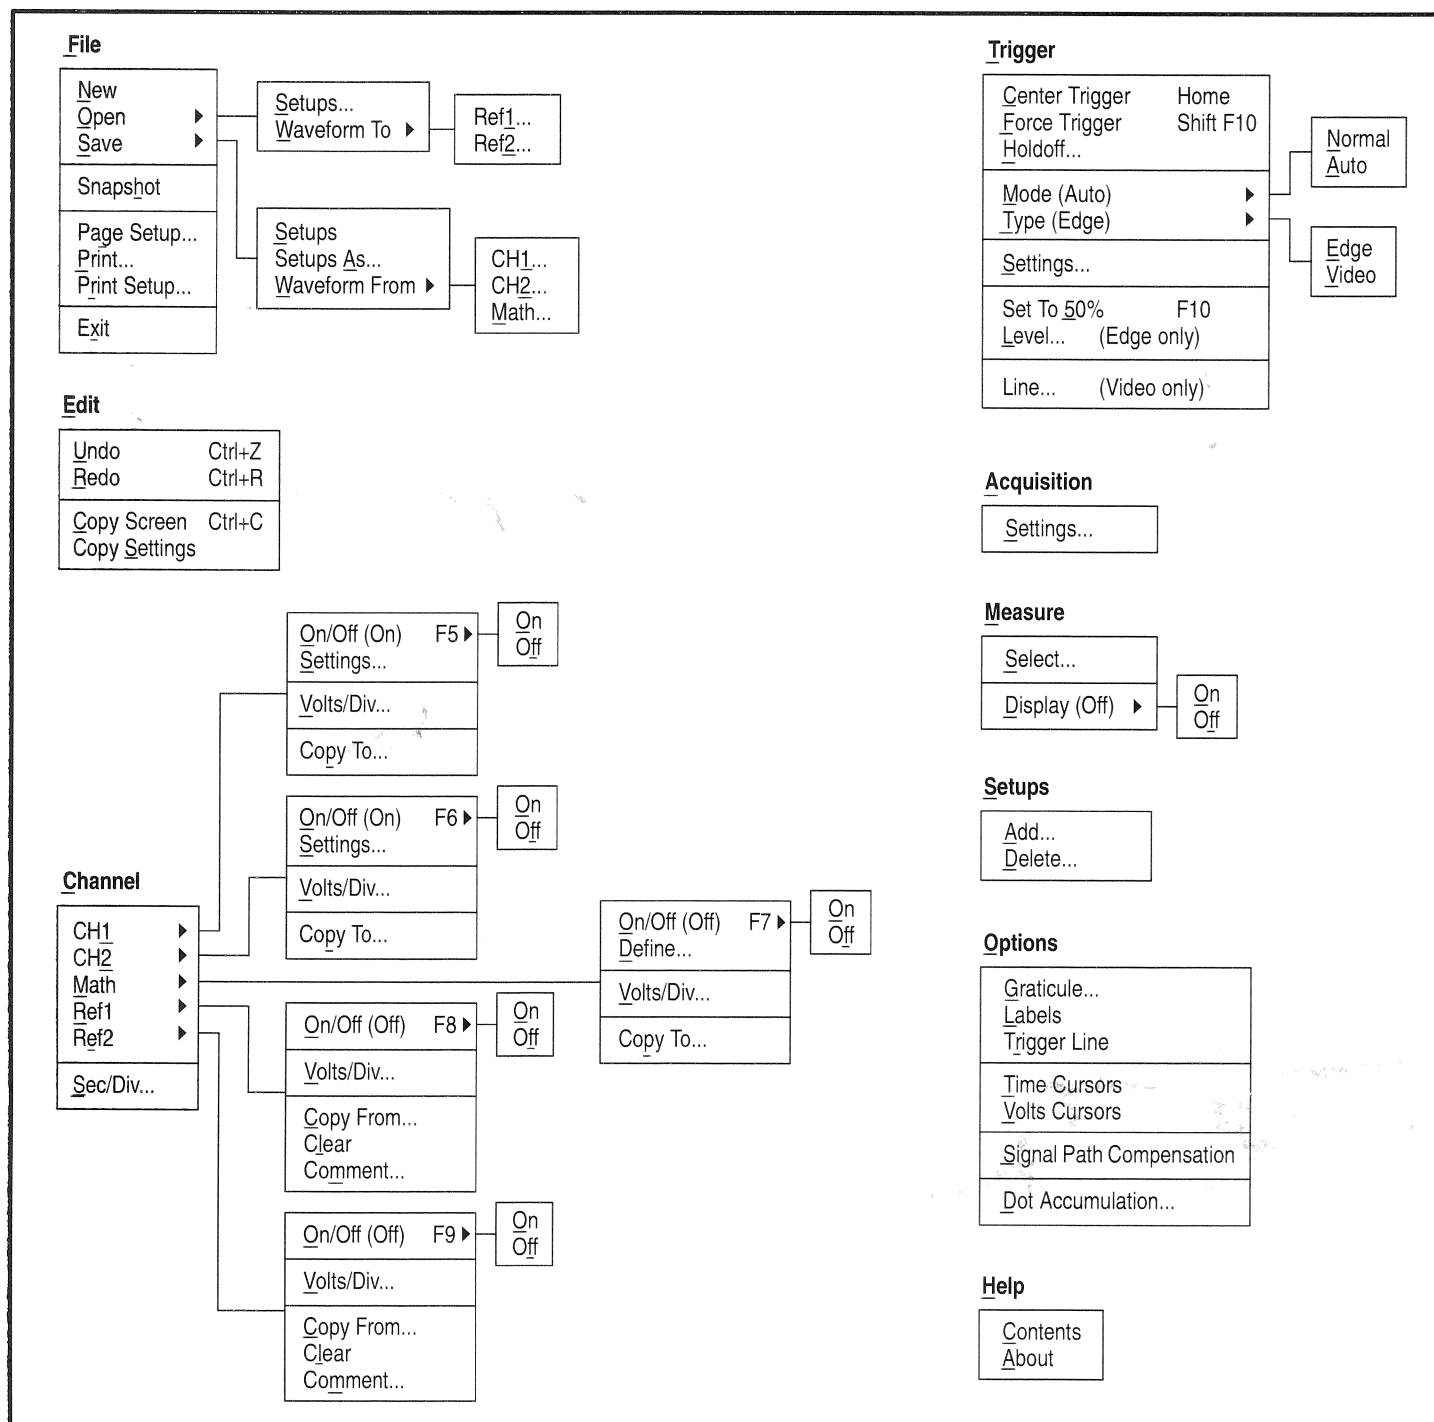 File
New
Open
Save
Snapshot
Page Setup...
Print...
Print Setup...
Exit
Setups...
Waveform To
Ref1...
Ref2...
Setups
Setups As...
Waveform From
CH1...
CH2...
Math...
Edit
Undo Ctrl+Z
Redo Ctrl+R
Copy Screen Ctrl+C
Copy Settings
Channel
CH1
CH2
Math
Ref1
Ref2
Sec/Div...
On/Off (On) F5
Settings...
Volts/Div...
Copy To...
On
Off
On/Off (On) F6
Settings...
Volts/Div...
Copy To...
On
Off
On/Off (Off) F7
Define...
Volts/Div...
Copy To...
On
Off
On/Off (Off) F8
Volts/Div...
Copy From...
Clear
Comment...
On
Off
On/Off (Off) F9
Volts/Div...
Copy From...
Clear
Comment...
On
Off
Trigger
Center Trigger Home
Force Trigger Shift F10
Holdoff...
Mode (Auto)
Type (Edge)
Settings...
Set To 50% F10
Level... (Edge only)
Line... (Video only)
Normal
Auto
Edge
Video
Acquisition
Settings...
Measure
Select...
Display (Off)
On
Off
Setups
Add...
Delete...
Options
Graticule...
Labels
Trigger Line
Time Cursors
Volts Cursors
Signal Path Compensation
Dot Accumulation...
Help
Contents
About